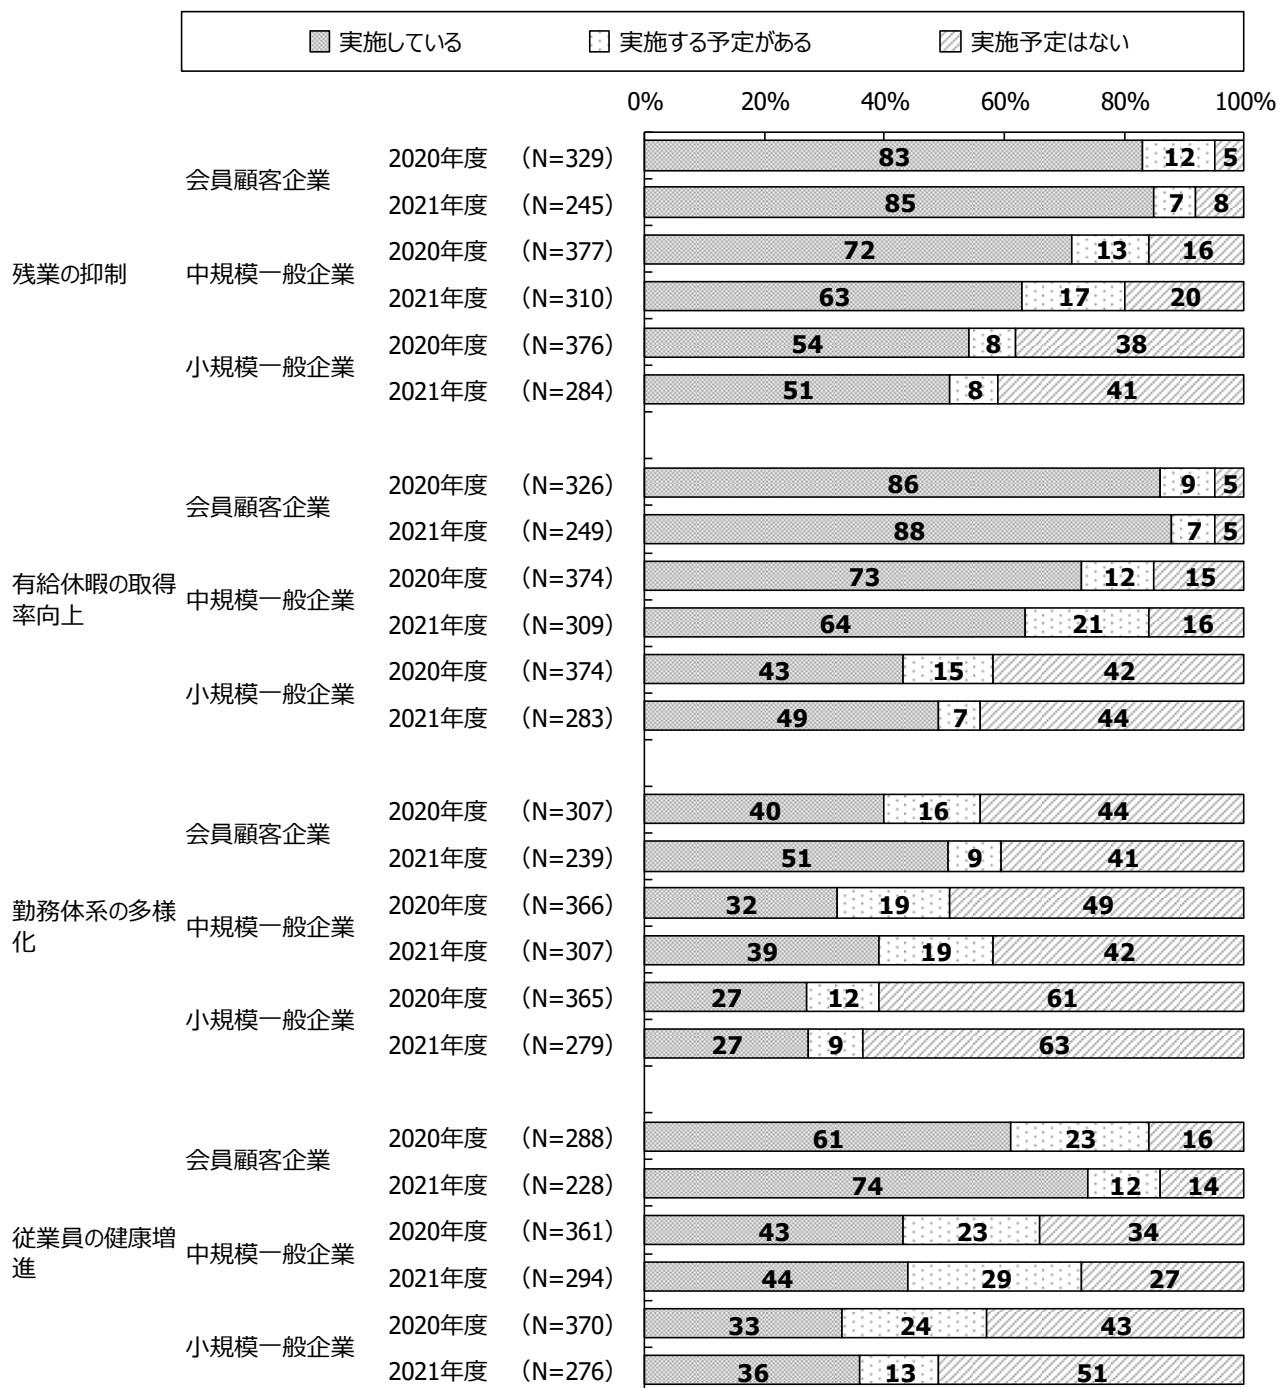 実施している 実施する予定がある 実施予定はない
0% 20% 40% 60% 80% 100%
残業の抑制
会員顧客企業
2020年度 （N=329） 83 12 5
2021年度 （N=245） 85 7 8
中規模一般企業
2020年度 （N=377） 72 13 16
2021年度 （N=310） 63 17 20
小規模一般企業
2020年度 （N=376） 54 8 38
2021年度 （N=284） 51 8 41
有給休暇の取得
率向上
会員顧客企業
2020年度 （N=326） 86 9 5
2021年度 （N=249） 88 7 5
中規模一般企業
2020年度 （N=374） 73 12 15
2021年度 （N=309） 64 21 16
小規模一般企業
2020年度 （N=374） 43 15 42
2021年度 （N=283） 49 7 44
勤務体系の多様
化
会員顧客企業
2020年度 （N=307） 40 16 44
2021年度 （N=239） 51 9 41
中規模一般企業
2020年度 （N=366） 32 19 49
2021年度 （N=307） 39 19 42
小規模一般企業
2020年度 （N=365） 27 12 61
2021年度 （N=279） 27 9 63
従業員の健康増
進
会員顧客企業
2020年度 （N=288） 61 23 16
2021年度 （N=228） 74 12 14
中規模一般企業
2020年度 （N=361） 43 23 34
2021年度 （N=294） 44 29 27
小規模一般企業
2020年度 （N=370） 33 24 43
2021年度 （N=276） 36 13 51